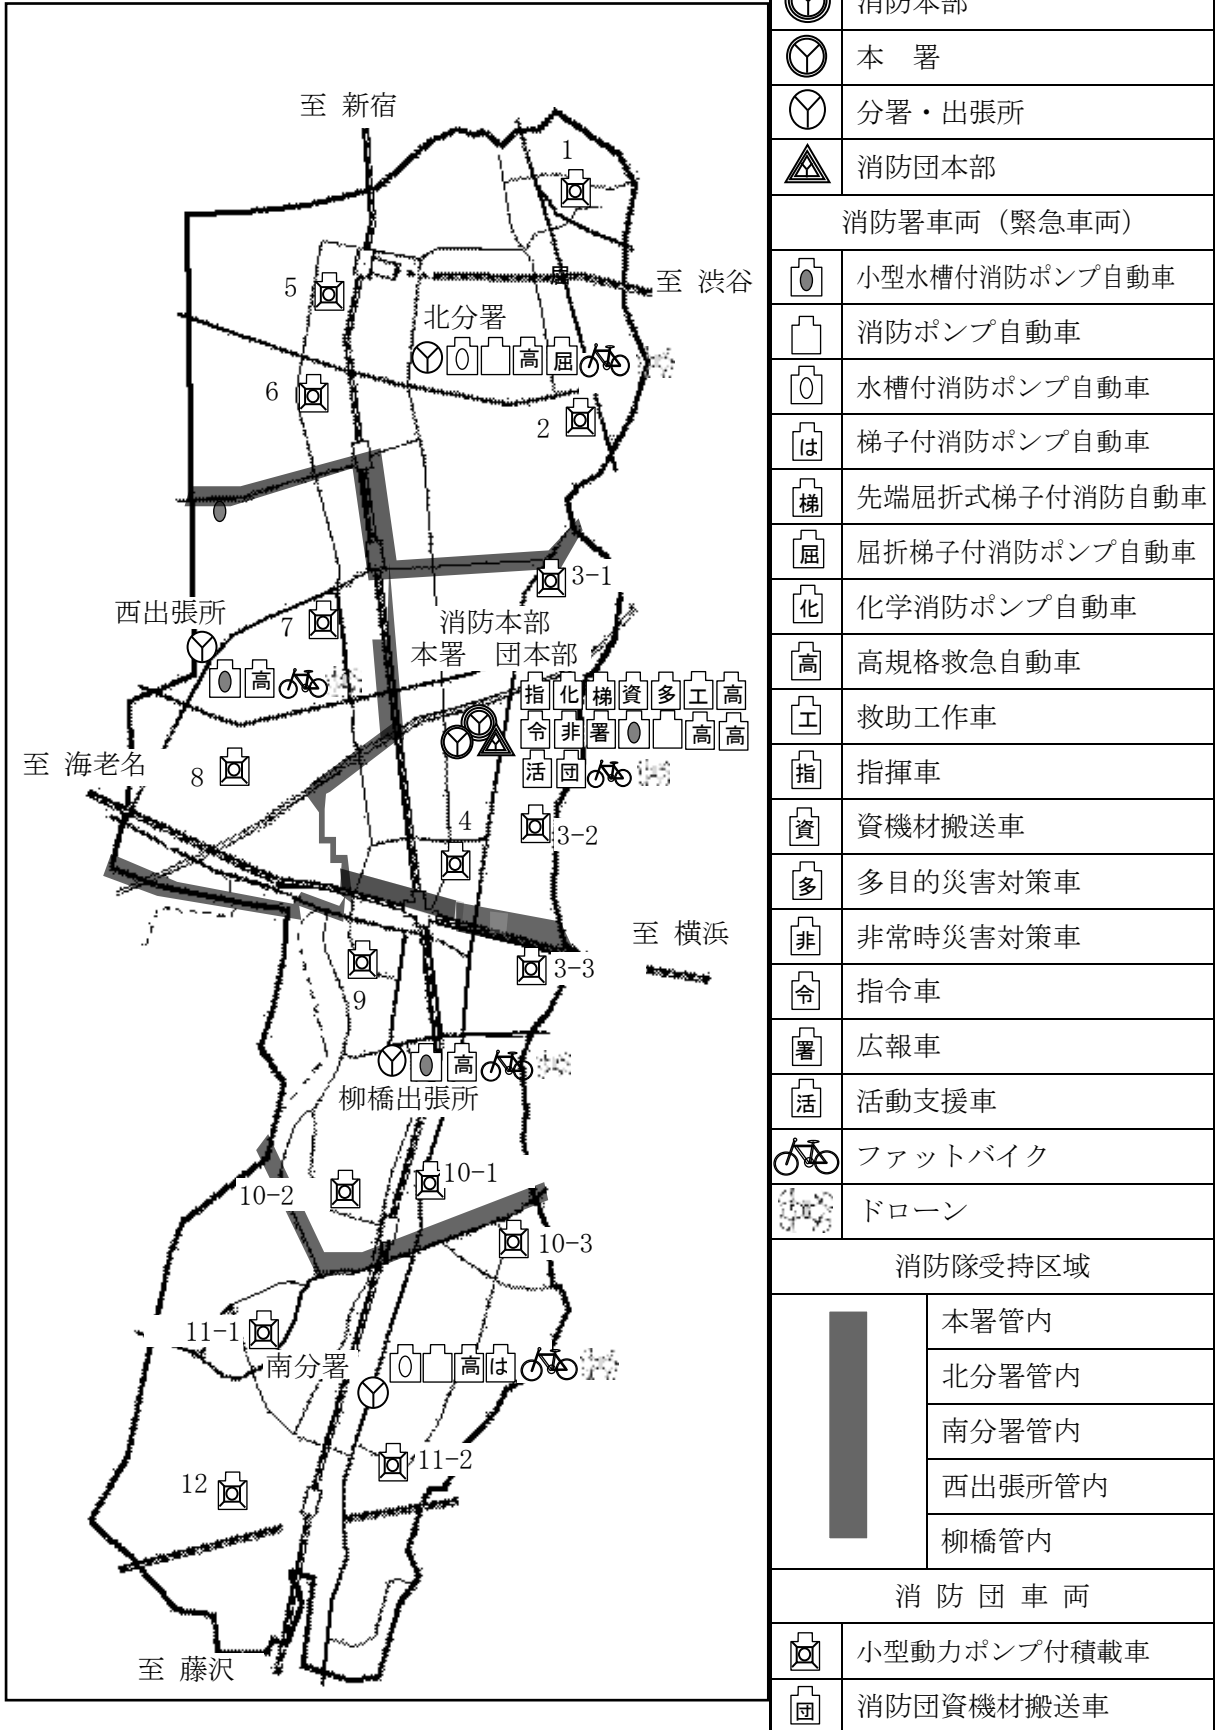 至 新宿
1
5
至 渋谷
北分署
高 屈
6
2
3-1
西出張所
7
消防本部
本署 団本部
高
指 化 梯 資 多 工 高
令 非 署 高 高
活 団
至 海老名
8
4
3-2
至 横浜
3-3
9
高
柳橋出張所
10-1
10-2
10-3
11-1
南分署
高 は
11-2
12
至 藤沢
消防本部
本 署
分署・出張所
消防団本部
消防署車両（緊急車両）
小型水槽付消防ポンプ自動車
消防ポンプ自動車
水槽付消防ポンプ自動車
は 梯子付消防ポンプ自動車
梯 先端屈折式梯子付消防自動車
屈 屈折梯子付消防ポンプ自動車
化 化学消防ポンプ自動車
高 高規格救急自動車
工 救助工作車
指 指揮車
資 資機材搬送車
多 多目的災害対策車
非 非常時災害対策車
令 指令車
署 広報車
活 活動支援車
ファットバイク
ドローン
消防隊受持区域
本署管内
北分署管内
南分署管内
西出張所管内
柳橋管内
消 防 団 車 両
小型動力ポンプ付積載車
団 消防団資機材搬送車